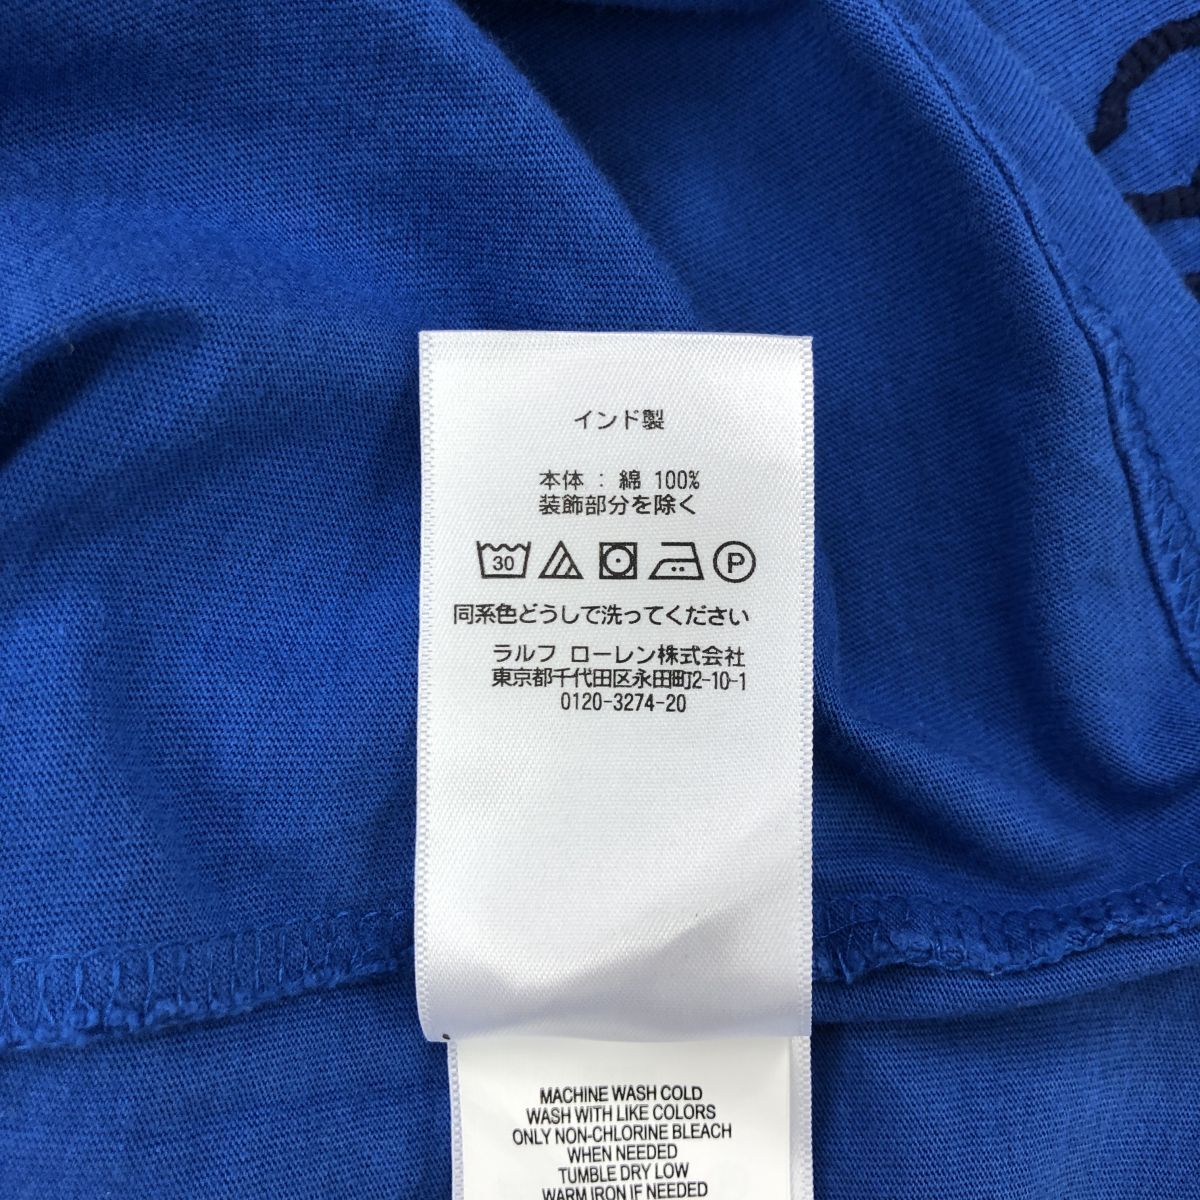 インド製
本体 : 綿 100%
装飾部分を除く
30 P
同系色どうしで洗ってください
ラルフ ローレン株式会社
東京都千代田区永田町2-10-1
0120-3274-20
MACHINE WASH COLD
WASH WITH LIKE COLORS
ONLY NON-CHLORINE BLEACH
WHEN NEEDED
TUMBLE DRY LOW
WARM IRON IF NEEDED